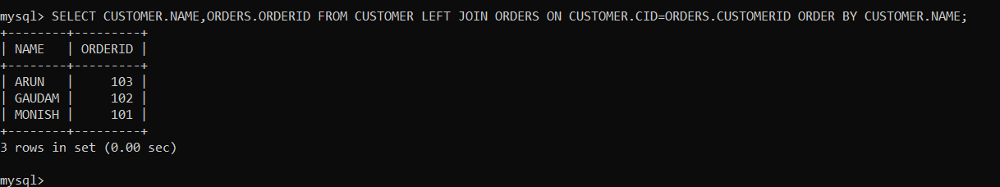 mysql> SELECT CUSTOMER.NAME,ORDERS.ORDERID FROM CUSTOMER LEFT JOIN ORDERS ON CUSTOMER.CID=ORDERS.CUSTOMERID ORDER BY CUSTOMER.NAME;
+--------+---------+
| NAME   | ORDERID |
+--------+---------+
| ARUN   |     103 |
| GAUDAM |     102 |
| MONISH |     101 |
+--------+---------+
3 rows in set (0.00 sec)
mysql>